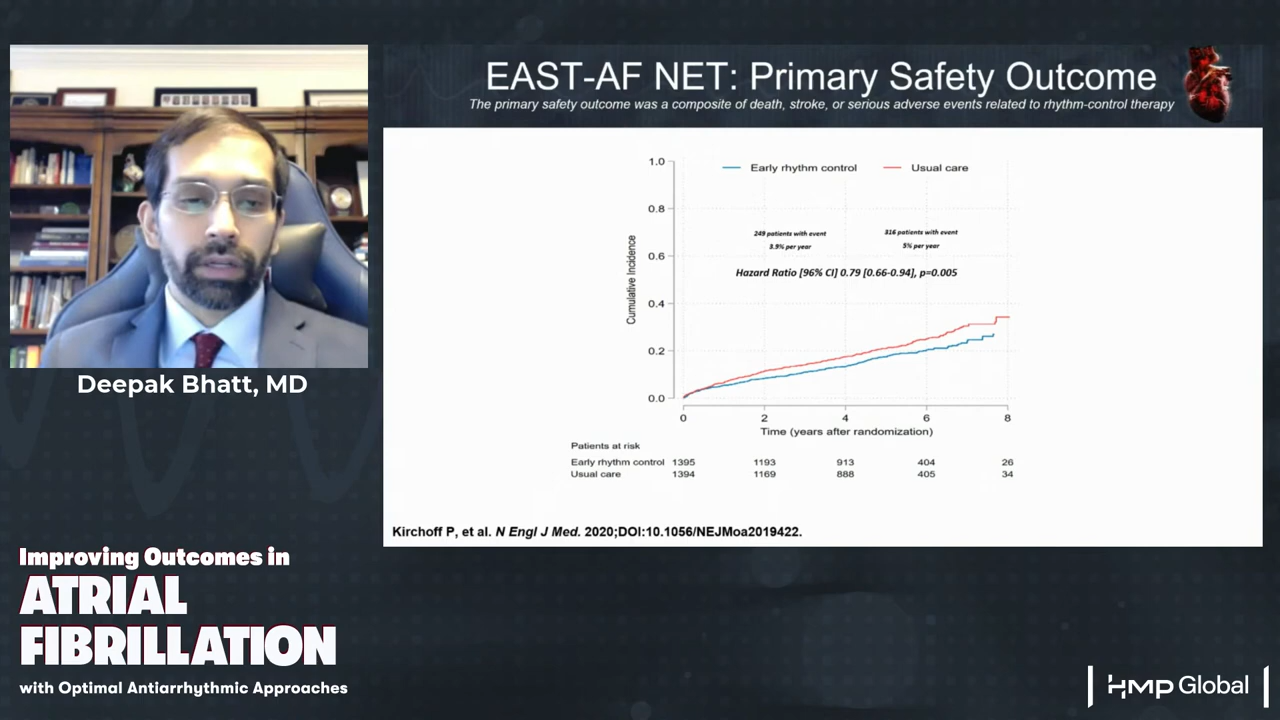 EAST-AF NET: Primary Safety Outcome
The primary safety outcome was a composite of death, stroke, or serious adverse events related to rhythm-control therapy
Deepak Bhatt, MD
Early rhythm control Usual care
1.0
0.8
0.6
0.4
0.2
0.0
Cumulative Incidence
249 patients with event 316 patients with event
3.9% per year 5% per year
Hazard Ratio [96% CI] 0.79 [0.66-0.94], p=0.005
0 2 4 6 8
Time (years after randomization)
Patients at risk
Early rhythm control 1395 1193 913 404 26
Usual care 1394 1169 888 405 34
Kirchoff P, et al. N Engl J Med. 2020;DOI:10.1056/NEJMoa2019422.
Improving Outcomes in
ATRIAL
FIBRILLATION
with Optimal Antiarrhythmic Approaches
HMP Global